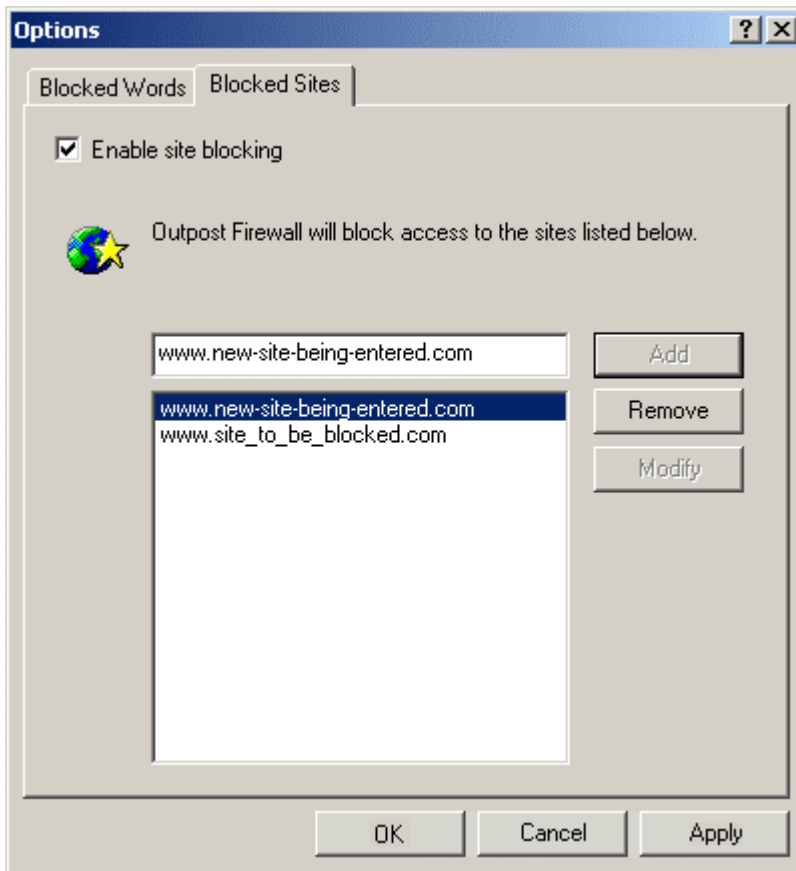 Options
Blocked Words
Blocked Sites
Enable site blocking
Outpost Firewall will block access to the sites listed below.
www.new-site-being-entered.com
Add
www.new-site-being-entered.com
Remove
www.site_to_be_blocked.com
Modify
OK
Cancel
Apply